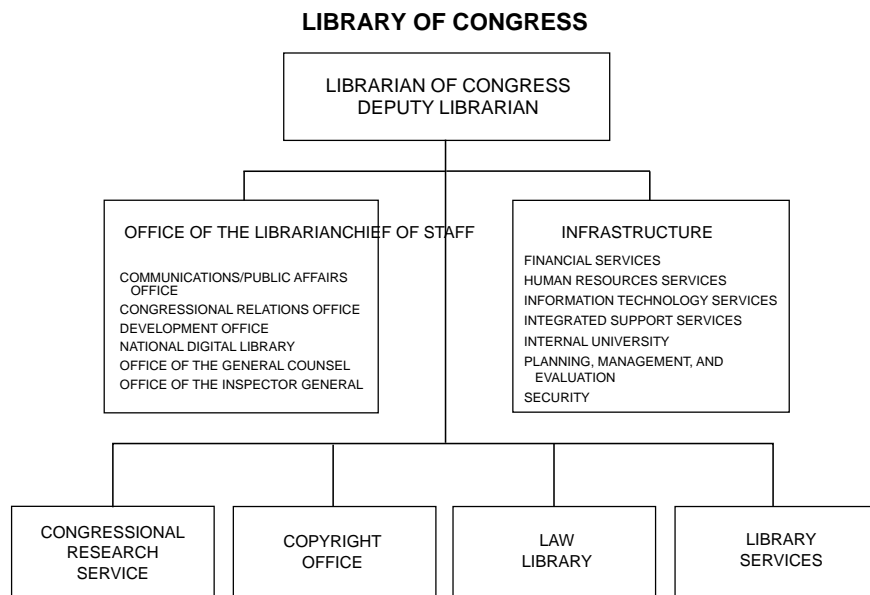 LIBRARY OF CONGRESS
LIBRARIAN OF CONGRESS
DEPUTY LIBRARIAN
OFFICE OF THE LIBRARIANCHIEF OF STAFF
COMMUNICATIONS/PUBLIC AFFAIRS
OFFICE
CONGRESSIONAL RELATIONS OFFICE
DEVELOPMENT OFFICE
NATIONAL DIGITAL LIBRARY
OFFICE OF THE GENERAL COUNSEL
OFFICE OF THE INSPECTOR GENERAL
INFRASTRUCTURE
FINANCIAL SERVICES
HUMAN RESOURCES SERVICES
INFORMATION TECHNOLOGY SERVICES
INTEGRATED SUPPORT SERVICES
INTERNAL UNIVERSITY
PLANNING, MANAGEMENT, AND
EVALUATION
SECURITY
CONGRESSIONAL
RESEARCH
SERVICE
COPYRIGHT
OFFICE
LAW
LIBRARY
LIBRARY
SERVICES